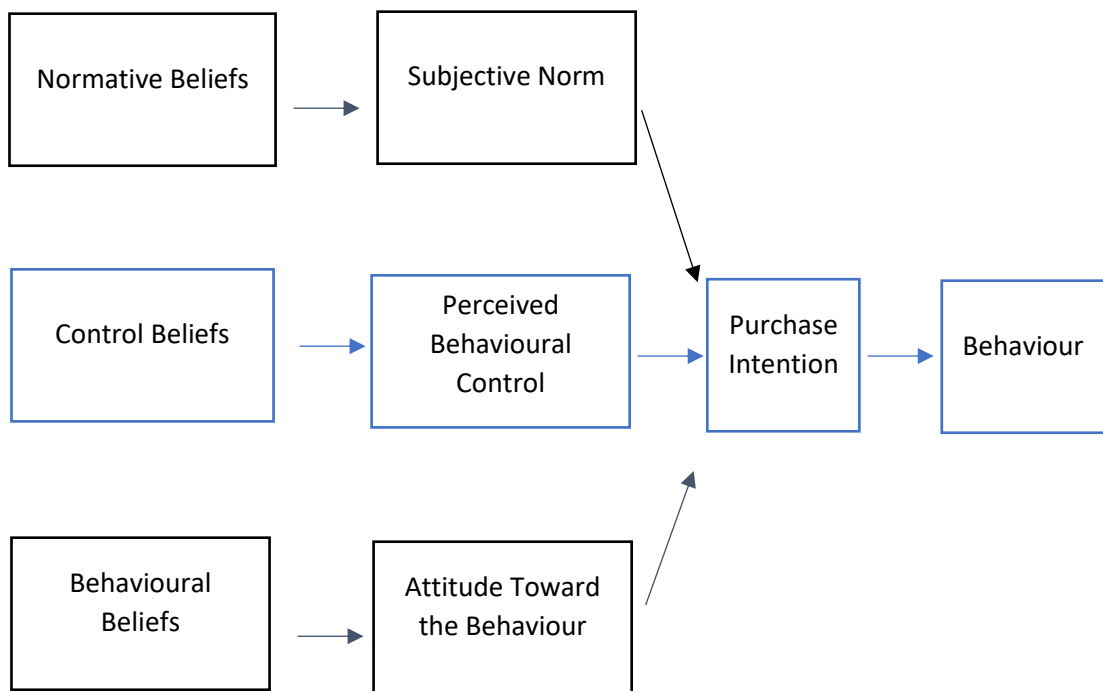 Normative Beliefs
Subjective Norm
Control Beliefs
Perceived
Behavioural
Control
Purchase
Intention
Behaviour
Behavioural
Beliefs
Attitude Toward
the Behaviour